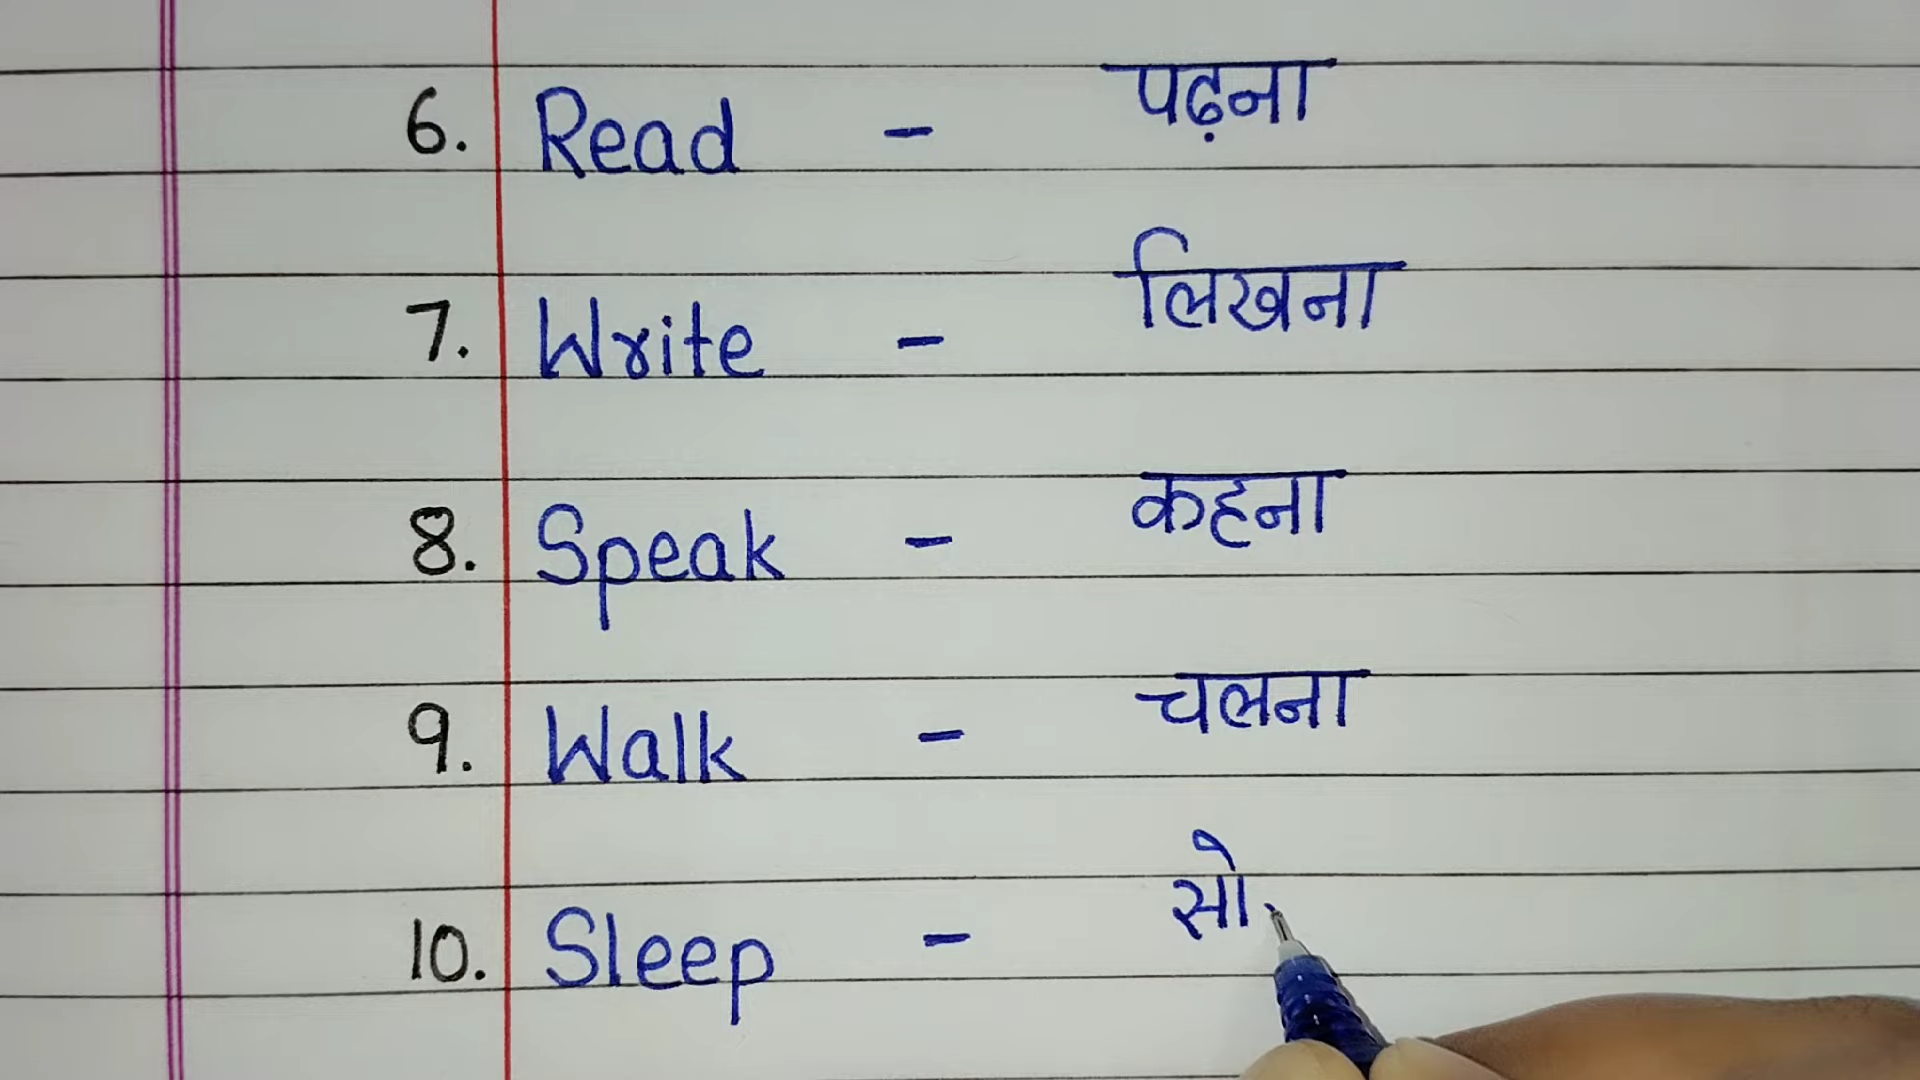 6. Read - पढ़ना
7. Write - लिखना
8. Speak - कहना
9. Walk - चलना
10. Sleep - सो